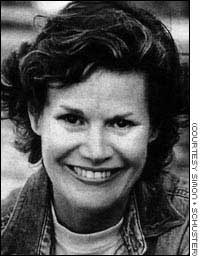 (COURTESY SIMON + SCHUSTER)